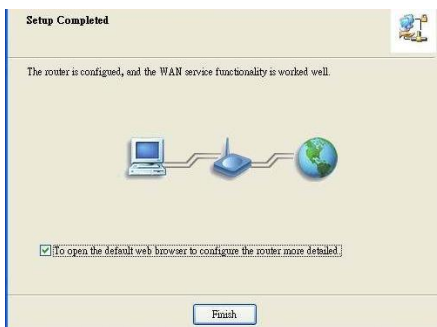 Setup Completed
The router is configued, and the WAN service functionality is worked well.
To open the default web browser to configure the router more detailed.
Finish